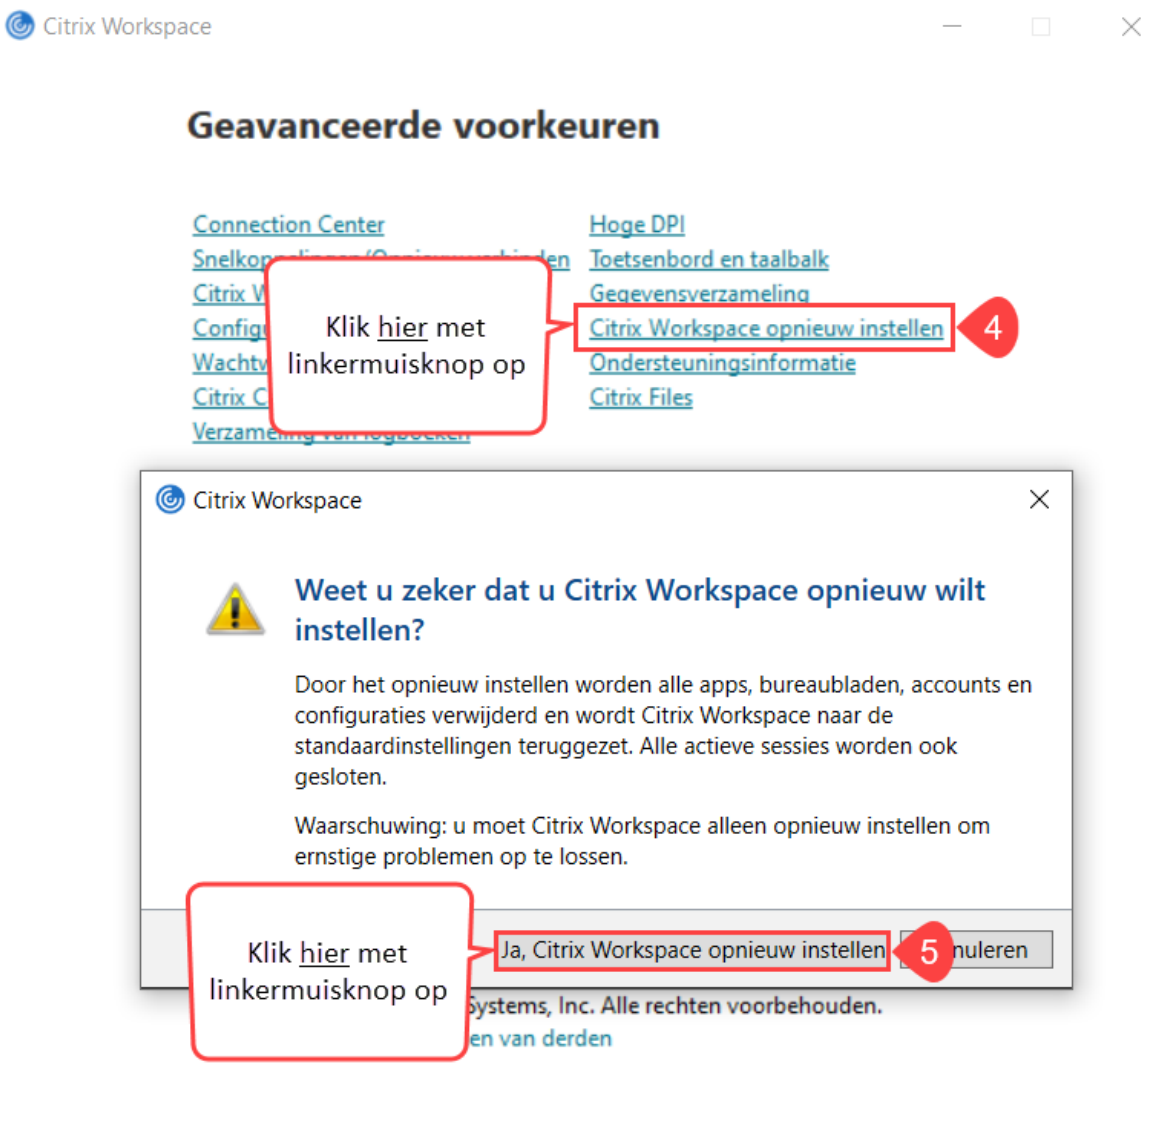 Citrix Workspace
Geavanceerde voorkeuren
Connection Center
Hoge DPI
Toetsenbord en taalbalk
Citrix
Gegevensverzameling
Klik hier met
linkermuisknop op
Citrix Workspace opnieuw instellen
4
Ondersteuningsinformatie
Citrix
Citrix Files
Citrix Workspace
Weet u zeker dat u Citrix Workspace opnieuw wilt
instellen?
Door het opnieuw instellen worden alle apps, bureaubladen, accounts en
configuraties verwijderd en wordt Citrix Workspace naar de
standaardinstellingen teruggezet. Alle actieve sessies worden ook
gesloten.
Waarschuwing: u moet Citrix Workspace alleen opnieuw instellen om
ernstige problemen op te lossen.
Klik hier met
linkermuisknop op
Ja, Citrix Workspace opnieuw instellen
5
nuleren
Systems, Inc. Alle rechten voorbehouden.
en van derden